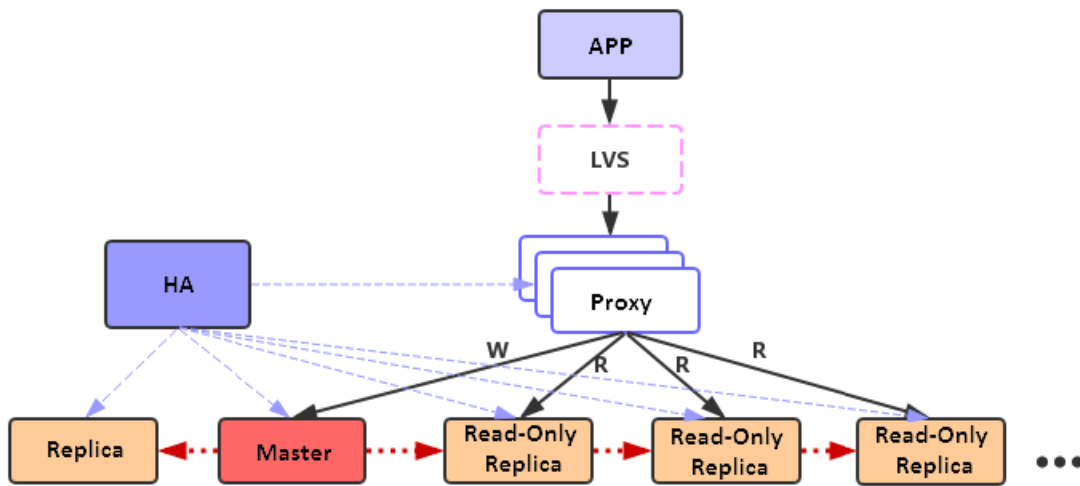 APP
LVS
HA
Proxy
W
R
R
R
Replica
Master
Read-Only
Replica
Read-Only
Replica
Read-Only
Replica